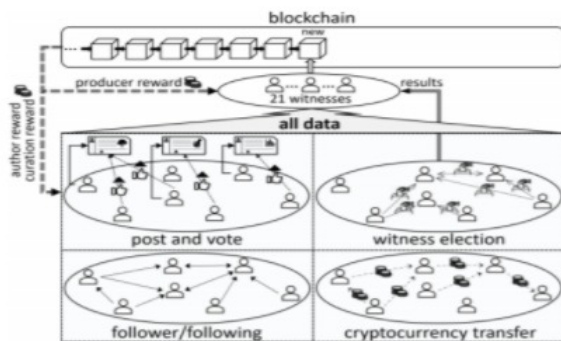 blockchain
new
producer reward
results
21 witnesses
author reward
curation reward
all data
post and vote
witness election
follower/following
cryptocurrency transfer